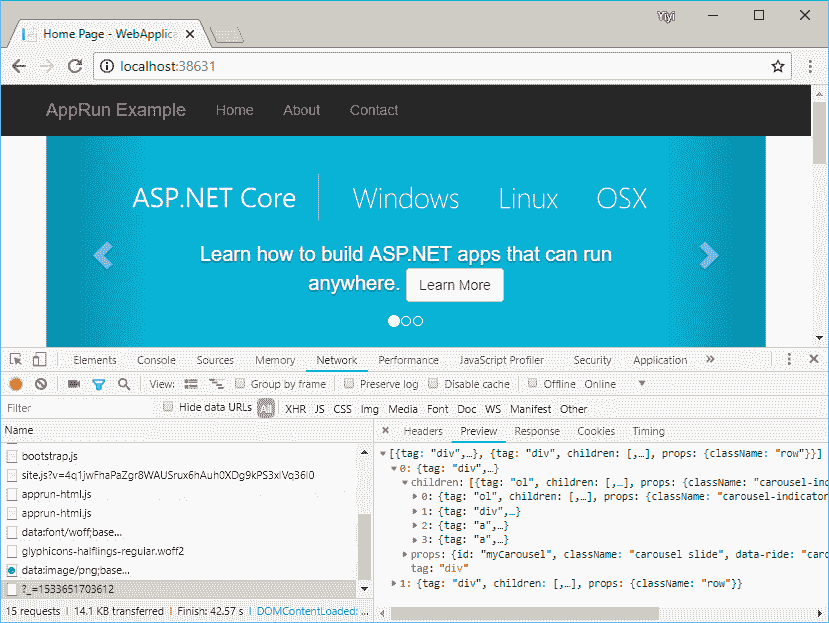 Yiyi
Home Page - WebApplic
localhost:38631
AppRun Example Home About Contact
ASP.NET Core Windows Linux OSX
Learn how to build ASP.NET apps that can run
anywhere. Learn More
Elements Console Sources Memory Network Performance JavaScript Profiler Security Application »
View: Group by frame Preserve log Disable cache Offline Online
Filter Hide data URLs All XHR JS CSS Img Media Font Doc WS Manifest Other
Name
bootstrap.js
site.js?v=4q1jwFhaPaZgr8WAUSrux6hAuh0XDg9kPS3xIVq36I0
apprun-html.js
apprun-html.js
data:font/woff;base...
glyphicons-halflings-regular.woff2
data:image/png;base...
?_=1533651703612
15 requests | 14.1 KB transferred | Finish: 42.57 s | DOMContentLoaded: ...
Headers Preview Response Cookies Timing
[{tag: "div",…}, {tag: "div", children: [,…], props: {className: "row"}}]
0: {tag: "div",…}
children: [{tag: "ol", children: [,…], props: {className: "carousel-ind
0: {tag: "ol", children: [,…], props: {className: "carousel-indicator
1: {tag: "div",…}
2: {tag: "a",…}
3: {tag: "a",…}
props: {id: "myCarousel", className: "carousel slide", data-ride: "caro
tag: "div"
1: {tag: "div", children: [,…], props: {className: "row"}}